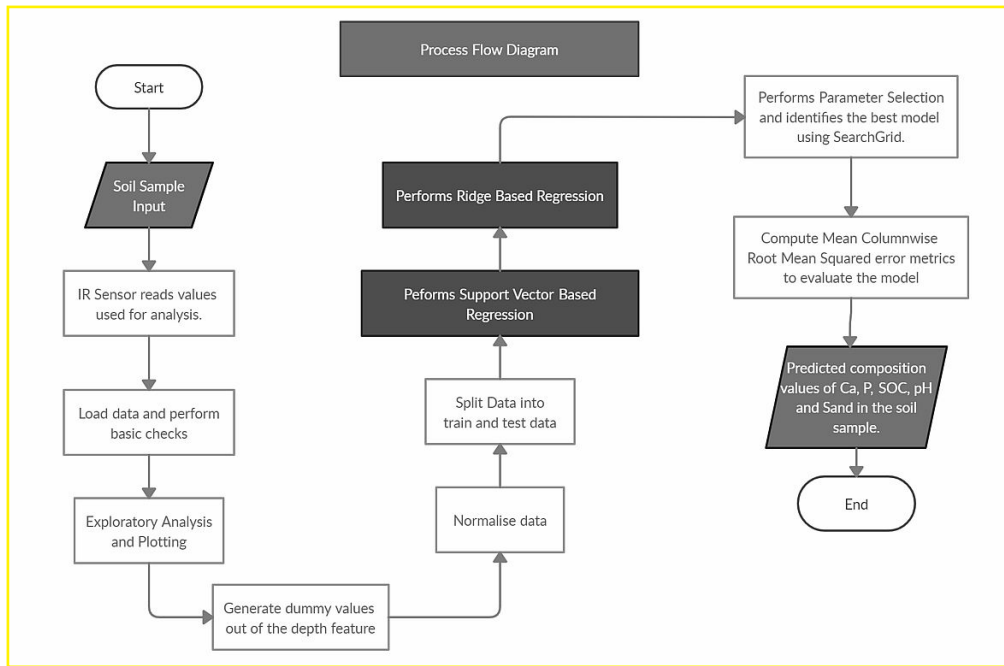 Process Flow Diagram
Start
Soil Sample
Input
IR Sensor reads values
used for analysis.
Load data and perform
basic checks
Exploratory Analysis
and Plotting
Generate dummy values
out of the depth feature
Normalise data
Split Data into
train and test data
Peforms Support Vector Based
Regression
Performs Ridge Based Regression
Performs Parameter Selection
and identifies the best model
using SearchGrid.
Compute Mean Columnwise
Root Mean Squared error metrics
to evaluate the model
Predicted composition
values of Ca, P, SOC, pH
and Sand in the soil
sample.
End